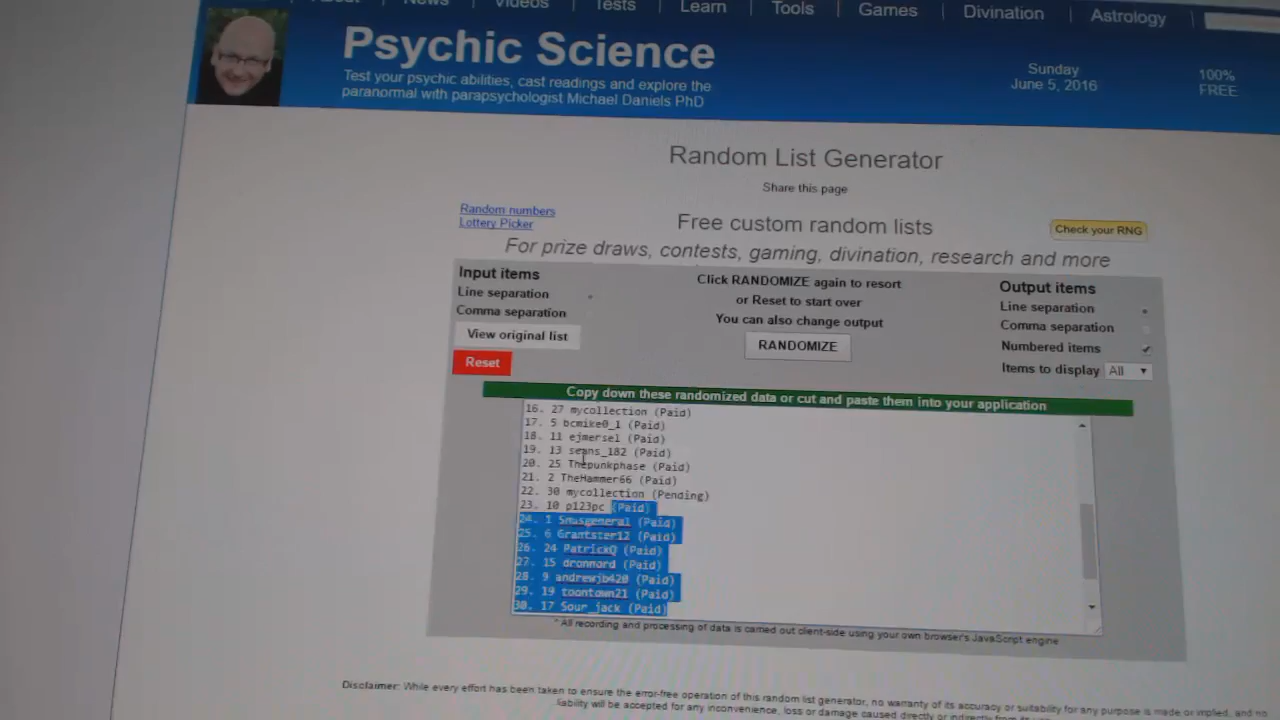 News
Videos
Tests
Learn
Tools
Games
Divination
Astrology
Psychic Science
Test your psychic abilities, cast readings and explore the
paranormal with parapsychologist Michael Daniels PhD
Sunday
June 5, 2016
100%
FREE
Random List Generator
Share this page
Random numbers
Lottery Picker
Free custom random lists
Check your RNG
For prize draws, contests, gaming, divination, research and more
Input items
Line separation
Comma separation
View original list
Reset
Click RANDOMIZE again to resort
or Reset to start over
You can also change output
RANDOMIZE
Output items
Line separation
Comma separation
Numbered items
Items to display All
Copy down these randomized data or cut and paste them into your application
16. 27 mycollection (Paid)
17. 5 bcmike0_1 (Paid)
18. 11 ejmersel (Paid)
19. 13 seans_182 (Paid)
20. 25 Thepunkphase (Paid)
21. 2 TheHammer66 (Paid)
22. 30 mycollection (Pending)
23. 10 p123pc (Paid)
24. 1 Smusgeneral (Paid)
25. 6 Grantster12 (Paid)
26. 24 PatrickQ (Paid)
27. 15 dronmord (Paid)
28. 9 andrewjb420 (Paid)
29. 19 toontown21 (Paid)
30. 17 Sour_jack (Paid)
* All recording and processing of data is carried out client-side using your own browser's JavaScript engine
Disclaimer: While every effort has been taken to ensure the error-free operation of this random list generator, no warranty of its accuracy or suitability for any purpose is made or implied, and no
liability will be accepted for any inconvenience, loss or damage caused directly or indirectly from its